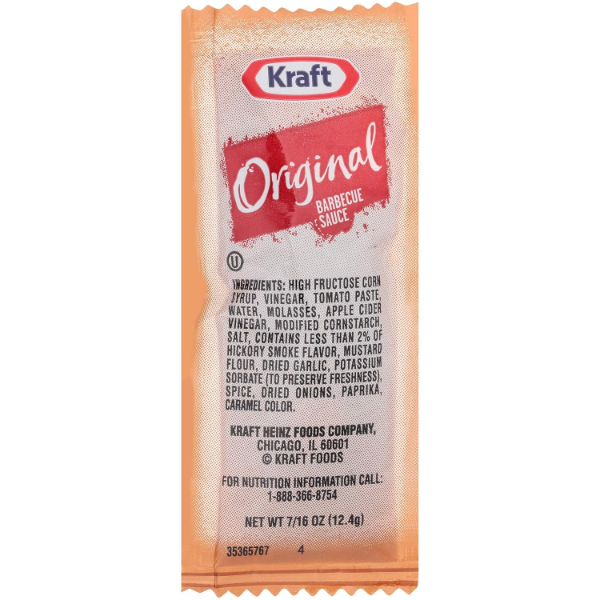 Kraft
Original
BARBECUE
SAUCE
U
INGREDIENTS: HIGH FRUCTOSE CORN
SYRUP, VINEGAR, TOMATO PASTE,
WATER, MOLASSES, APPLE CIDER
VINEGAR, MODIFIED CORNSTARCH,
SALT, CONTAINS LESS THAN 2% OF
HICKORY SMOKE FLAVOR, MUSTARD
FLOUR, DRIED GARLIC, POTASSIUM
SORBATE (TO PRESERVE FRESHNESS),
SPICE, DRIED ONIONS, PAPRIKA,
CARAMEL COLOR.
KRAFT HEINZ FOODS COMPANY,
CHICAGO, IL 60601
© KRAFT FOODS
FOR NUTRITION INFORMATION CALL:
1-888-366-8754
NET WT 7/16 OZ (12.4g)
35365767 4